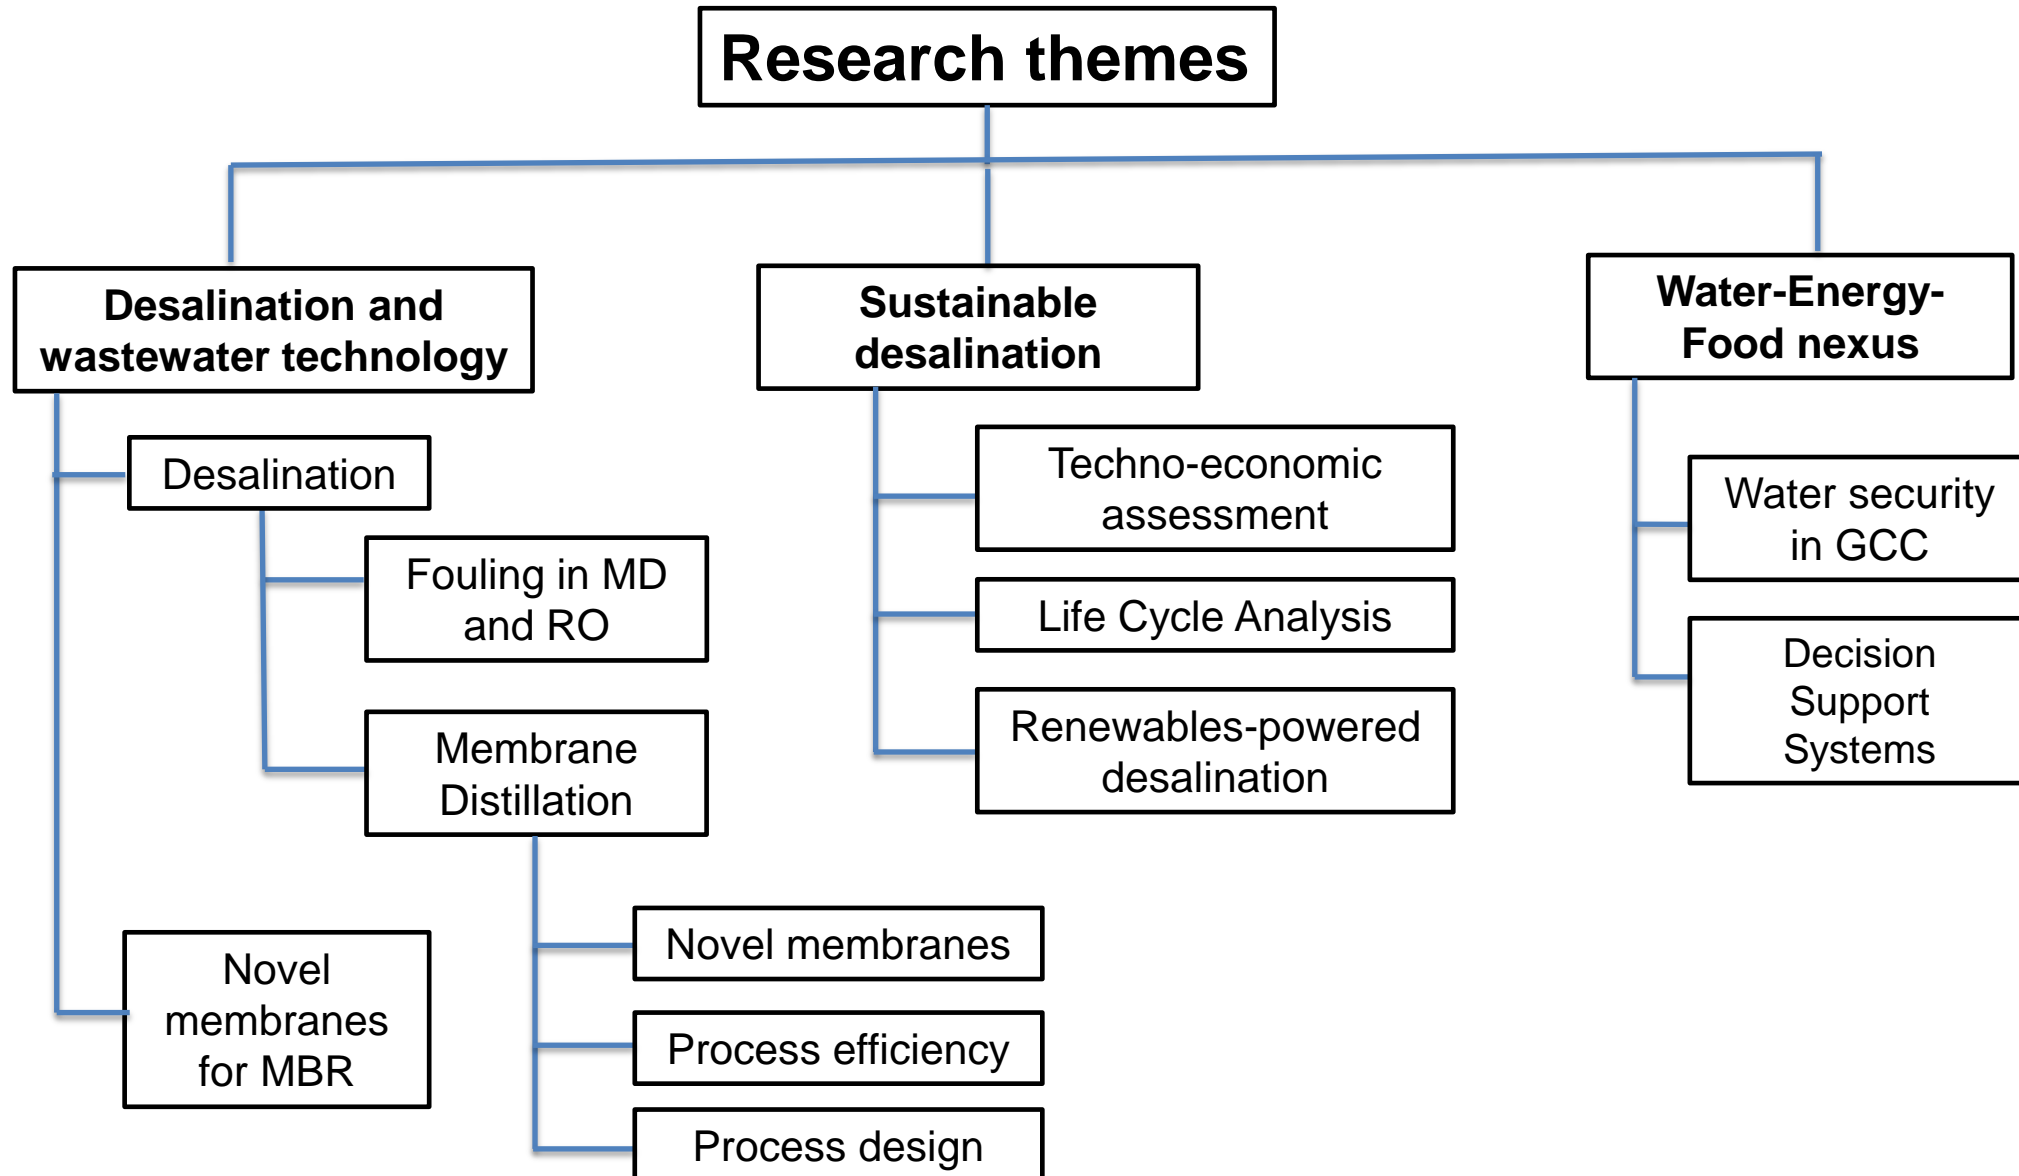 Research themes
Desalination and
wastewater technology
Desalination
Fouling in MD
and RO
Membrane
Distillation
Novel membranes
Process efficiency
Process design
Novel
membranes
for MBR
Sustainable
desalination
Techno-economic
assessment
Life Cycle Analysis
Renewables-powered
desalination
Water-Energy-
Food nexus
Water security
in GCC
Decision
Support
Systems